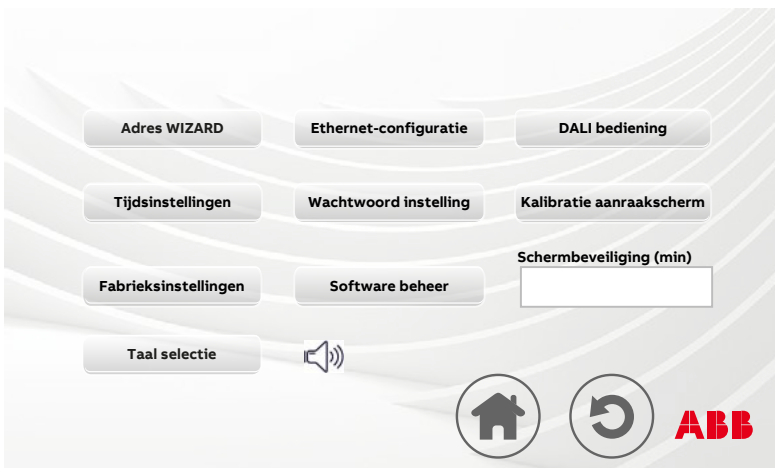 Adres WIZARD
Ethernet-configuratie
DALI bediening
Tijdsinstellingen
Wachtwoord instelling
Kalibratie aanraakscherm
Schermbeveiliging (min)
Fabrieksinstellingen
Software beheer
Taal selectie
ABB